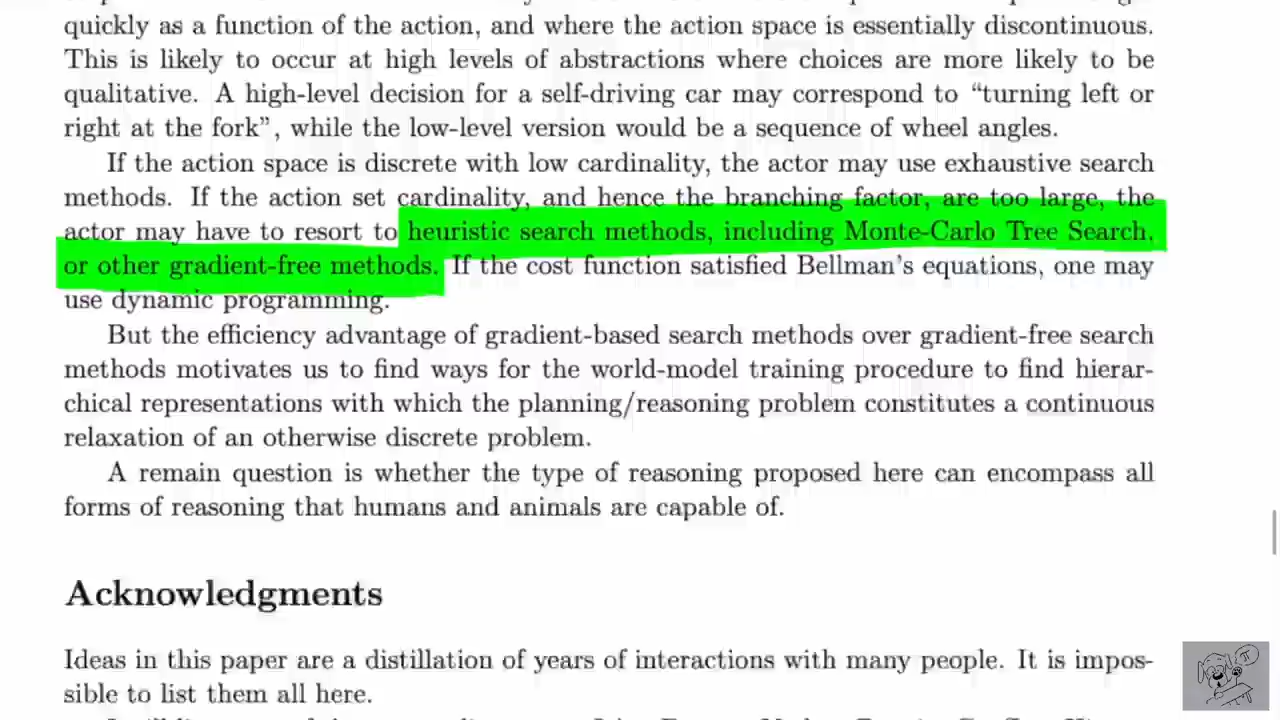 quickly as a function of the action, and where the action space is essentially discontinuous.
This is likely to occur at high levels of abstractions where choices are more likely to be
qualitative. A high-level decision for a self-driving car may correspond to “turning left or
right at the fork”, while the low-level version would be a sequence of wheel angles.
If the action space is discrete with low cardinality, the actor may use exhaustive search
methods. If the action set cardinality, and hence the branching factor, are too large, the
actor may have to resort to heuristic search methods, including Monte-Carlo Tree Search,
or other gradient-free methods. If the cost function satisfied Bellman’s equations, one may
use dynamic programming.
But the efficiency advantage of gradient-based search methods over gradient-free search
methods motivates us to find ways for the world-model training procedure to find hierar-
chical representations with which the planning/reasoning problem constitutes a continuous
relaxation of an otherwise discrete problem.
A remain question is whether the type of reasoning proposed here can encompass all
forms of reasoning that humans and animals are capable of.
Acknowledgments
Ideas in this paper are a distillation of years of interactions with many people. It is impos-
sible to list them all here.
π